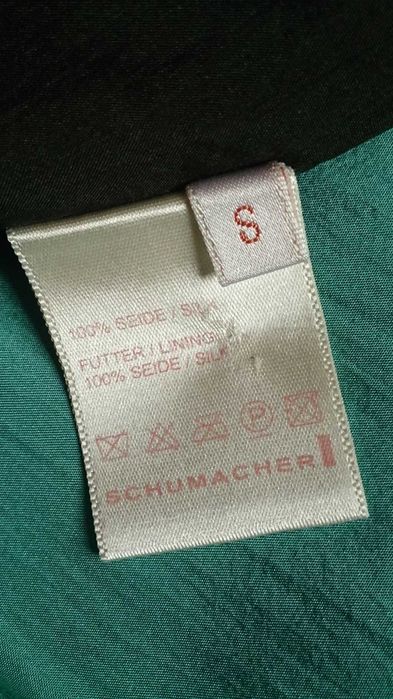 S
100% SEIDE / SILK
FUTTER / LINING
100% SEIDE / SILK
P
SCHUMACHER